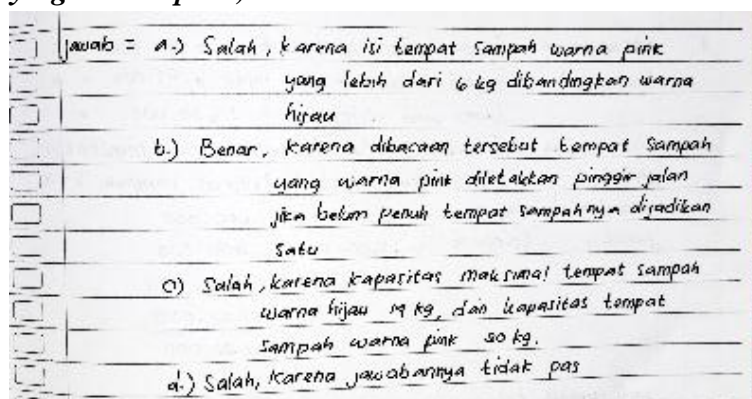 jawab = a.) Salah, karena isi tempat sampah warna pink
yang lebih dari 6 kg dibandingkan warna
hijau
b.) Benar, karena dibacaan tersebut tempat sampah
yang warna pink diletakkan pinggir jalan
jika belum penuh tempat sampahnya dijadikan
satu
c) Salah, karena kapasitas maksimal tempat sampah
warna hijau 19 kg, dan kapasitas tempat
sampah warna pink 30 kg.
d.) Salah, karena jawabannya tidak pas